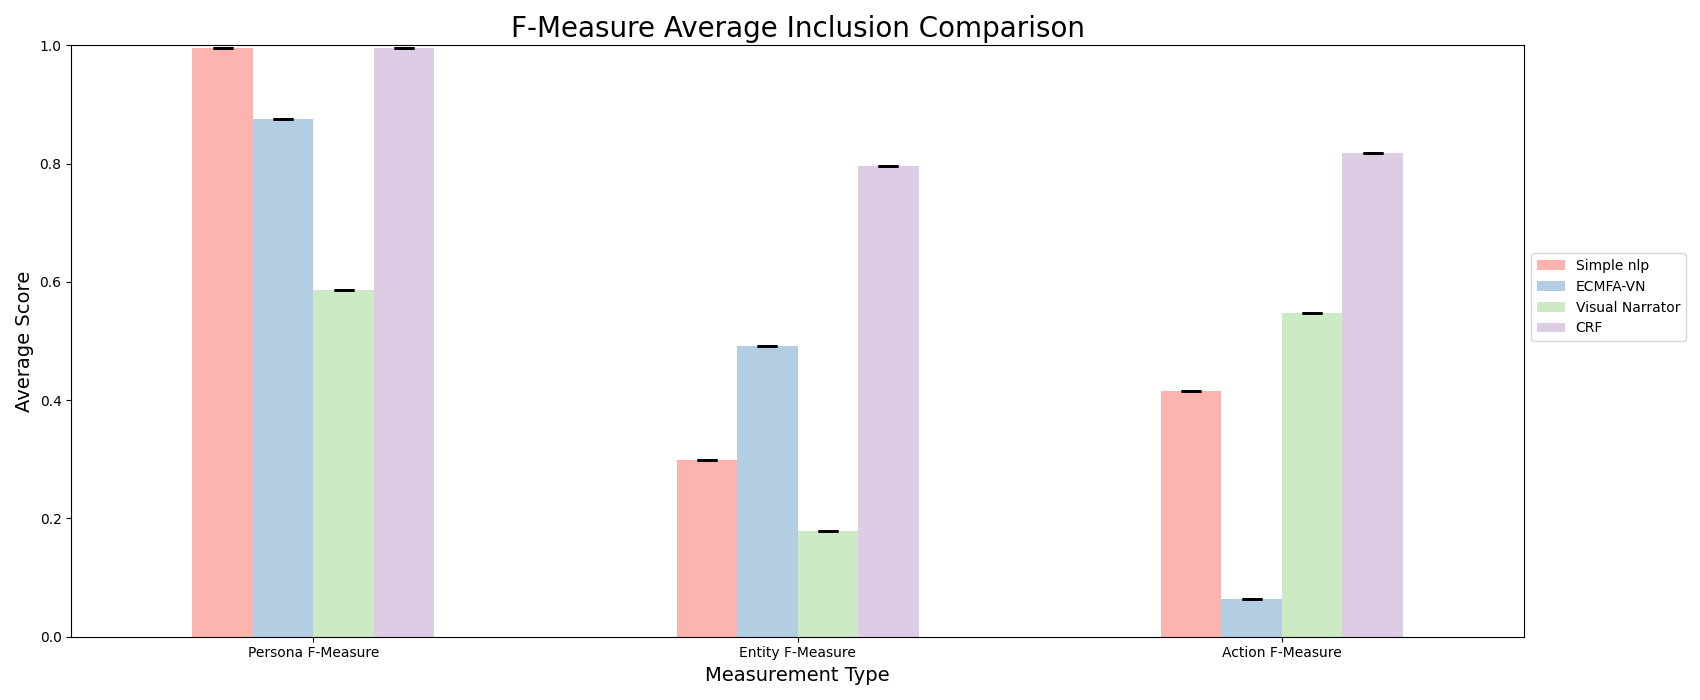 F-Measure Average Inclusion Comparison
1.0
0.8
0.6
0.4
0.2
0.0
Average Score
Persona F-Measure
Entity F-Measure
Action F-Measure
Measurement Type
Simple nlp
ECMFA-VN
Visual Narrator
CRF